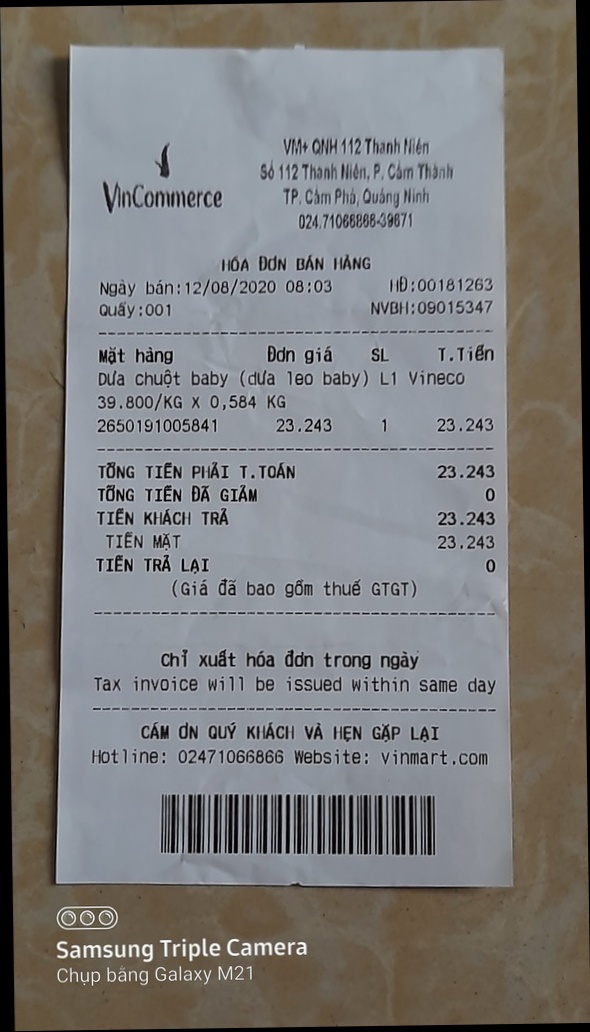 VinCommerce
VM+ QNH 112 Thanh Niên
Số 112 Thanh Niên, P. Cẩm Thành
TP. Cẩm Phả, Quảng Ninh
024.71066866-39671
HÓA ĐƠN BÁN HÀNG
Ngày bán:12/08/2020 08:03 HĐ:00181263
Quầy:001 NVBH:09015347
Mặt hàng Đơn giá SL T.Tiền
Dưa chuột baby (dưa leo baby) L1 Vineco
39.800/KG X 0,584 KG
2650191005841 23.243 1 23.243
TỔNG TIỀN PHẢI T.TOÁN 23.243
TỔNG TIỀN ĐÃ GIẢM 0
TIỀN KHÁCH TRẢ 23.243
TIỀN MẶT 23.243
TIỀN TRẢ LẠI 0
(Giá đã bao gồm thuế GTGT)
Chỉ xuất hóa đơn trong ngày
Tax invoice will be issued within same day
CẢM ƠN QUÝ KHÁCH VÀ HẸN GẶP LẠI
Hotline: 02471066866 Website: vinmart.com
Samsung Triple Camera
Chụp bằng Galaxy M21